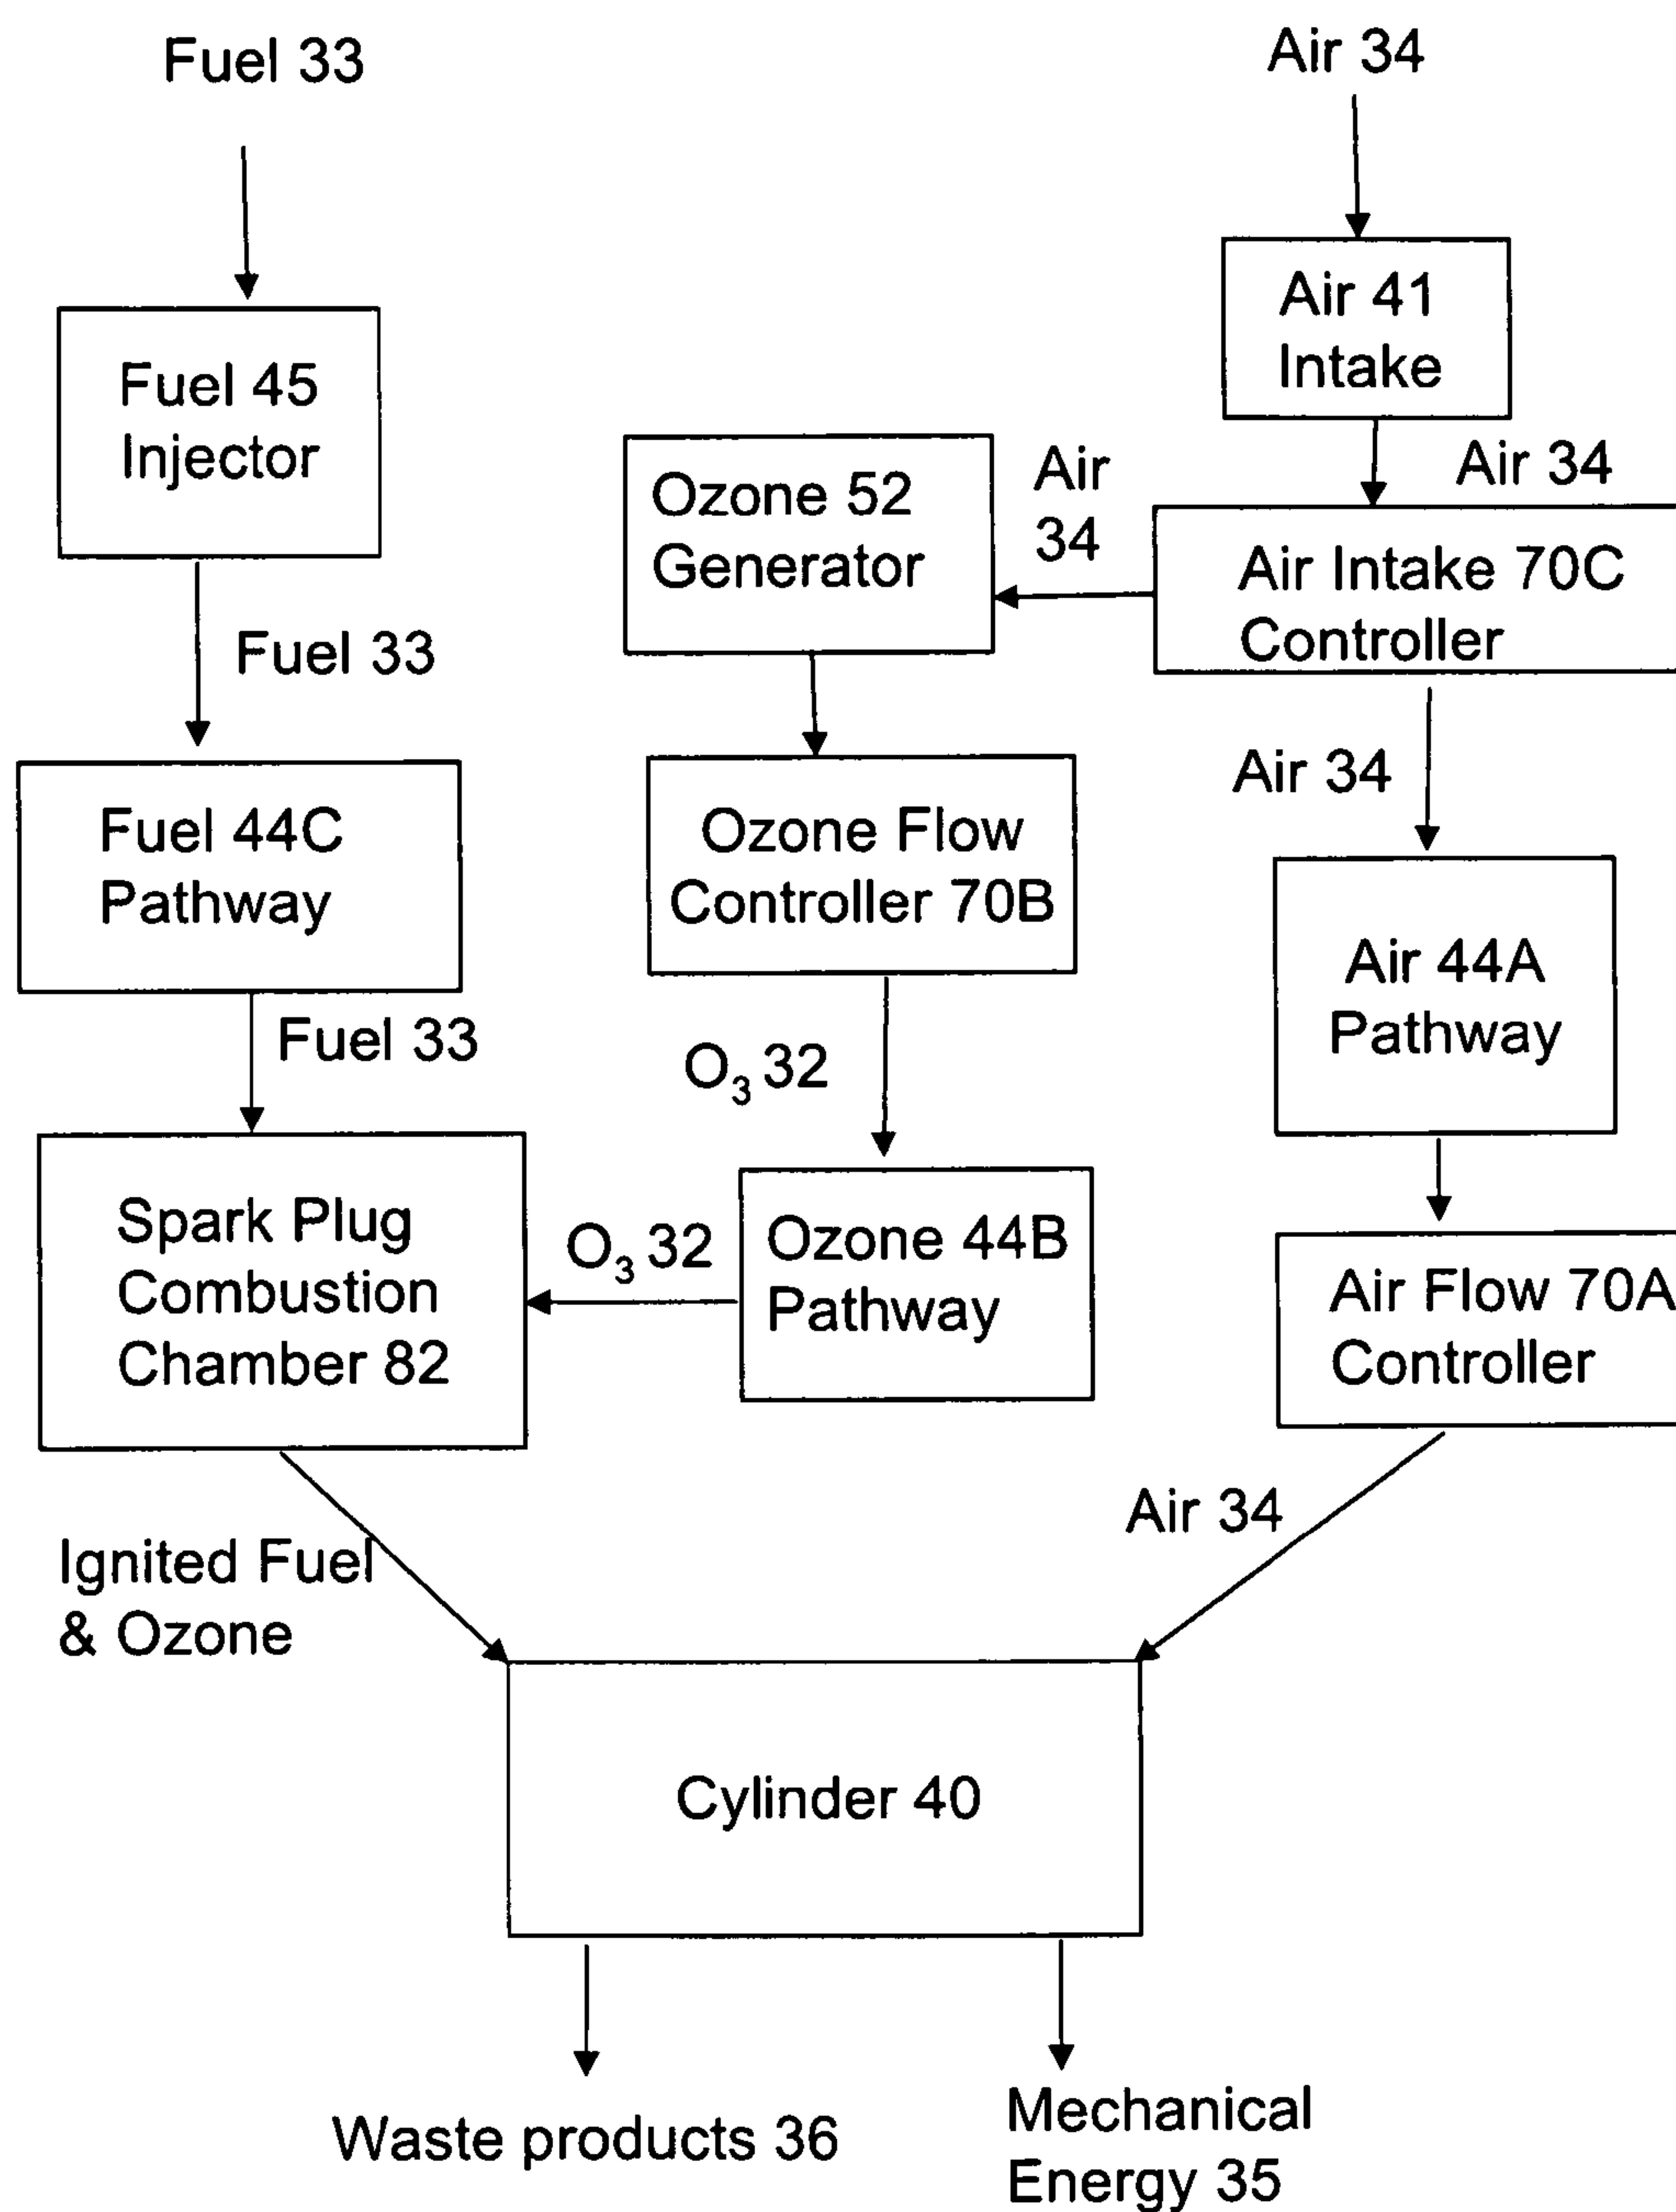 Fuel 33
Air 34
Air 41
Intake
Fuel 45
Injector
Air 34
Ozone 52
Generator
Air
34
Air Intake 70C
Controller
Fuel 33
Air 34
Fuel 44C
Pathway
Ozone Flow
Controller 70B
Air 44A
Pathway
Fuel 33
O₃ 32
Spark Plug
Combustion
Chamber 82
O₃ 32
Ozone 44B
Pathway
Air Flow 70A
Controller
Ignited Fuel
& Ozone
Air 34
Cylinder 40
Waste products 36
Mechanical
Energy 35